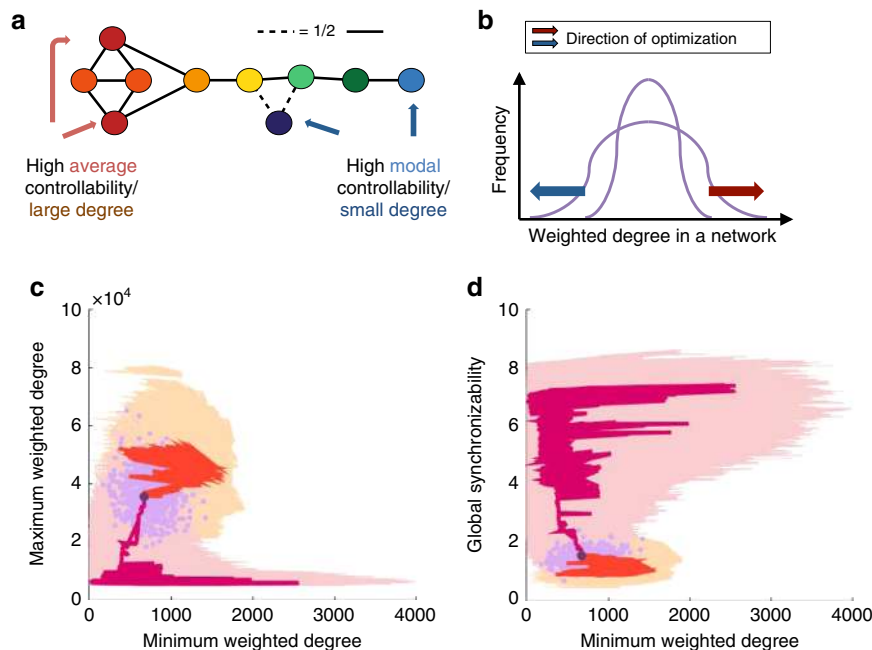 a
= 1/2
High average
controllability/
large degree
High modal
controllability/
small degree
b
Direction of optimization
Frequency
Weighted degree in a network
c
×10⁴
10
8
6
4
2
0
Maximum weighted degree
0 1000 2000 3000 4000
Minimum weighted degree
d
10
8
6
4
2
0
Global synchronizability
0 1000 2000 3000 4000
Minimum weighted degree